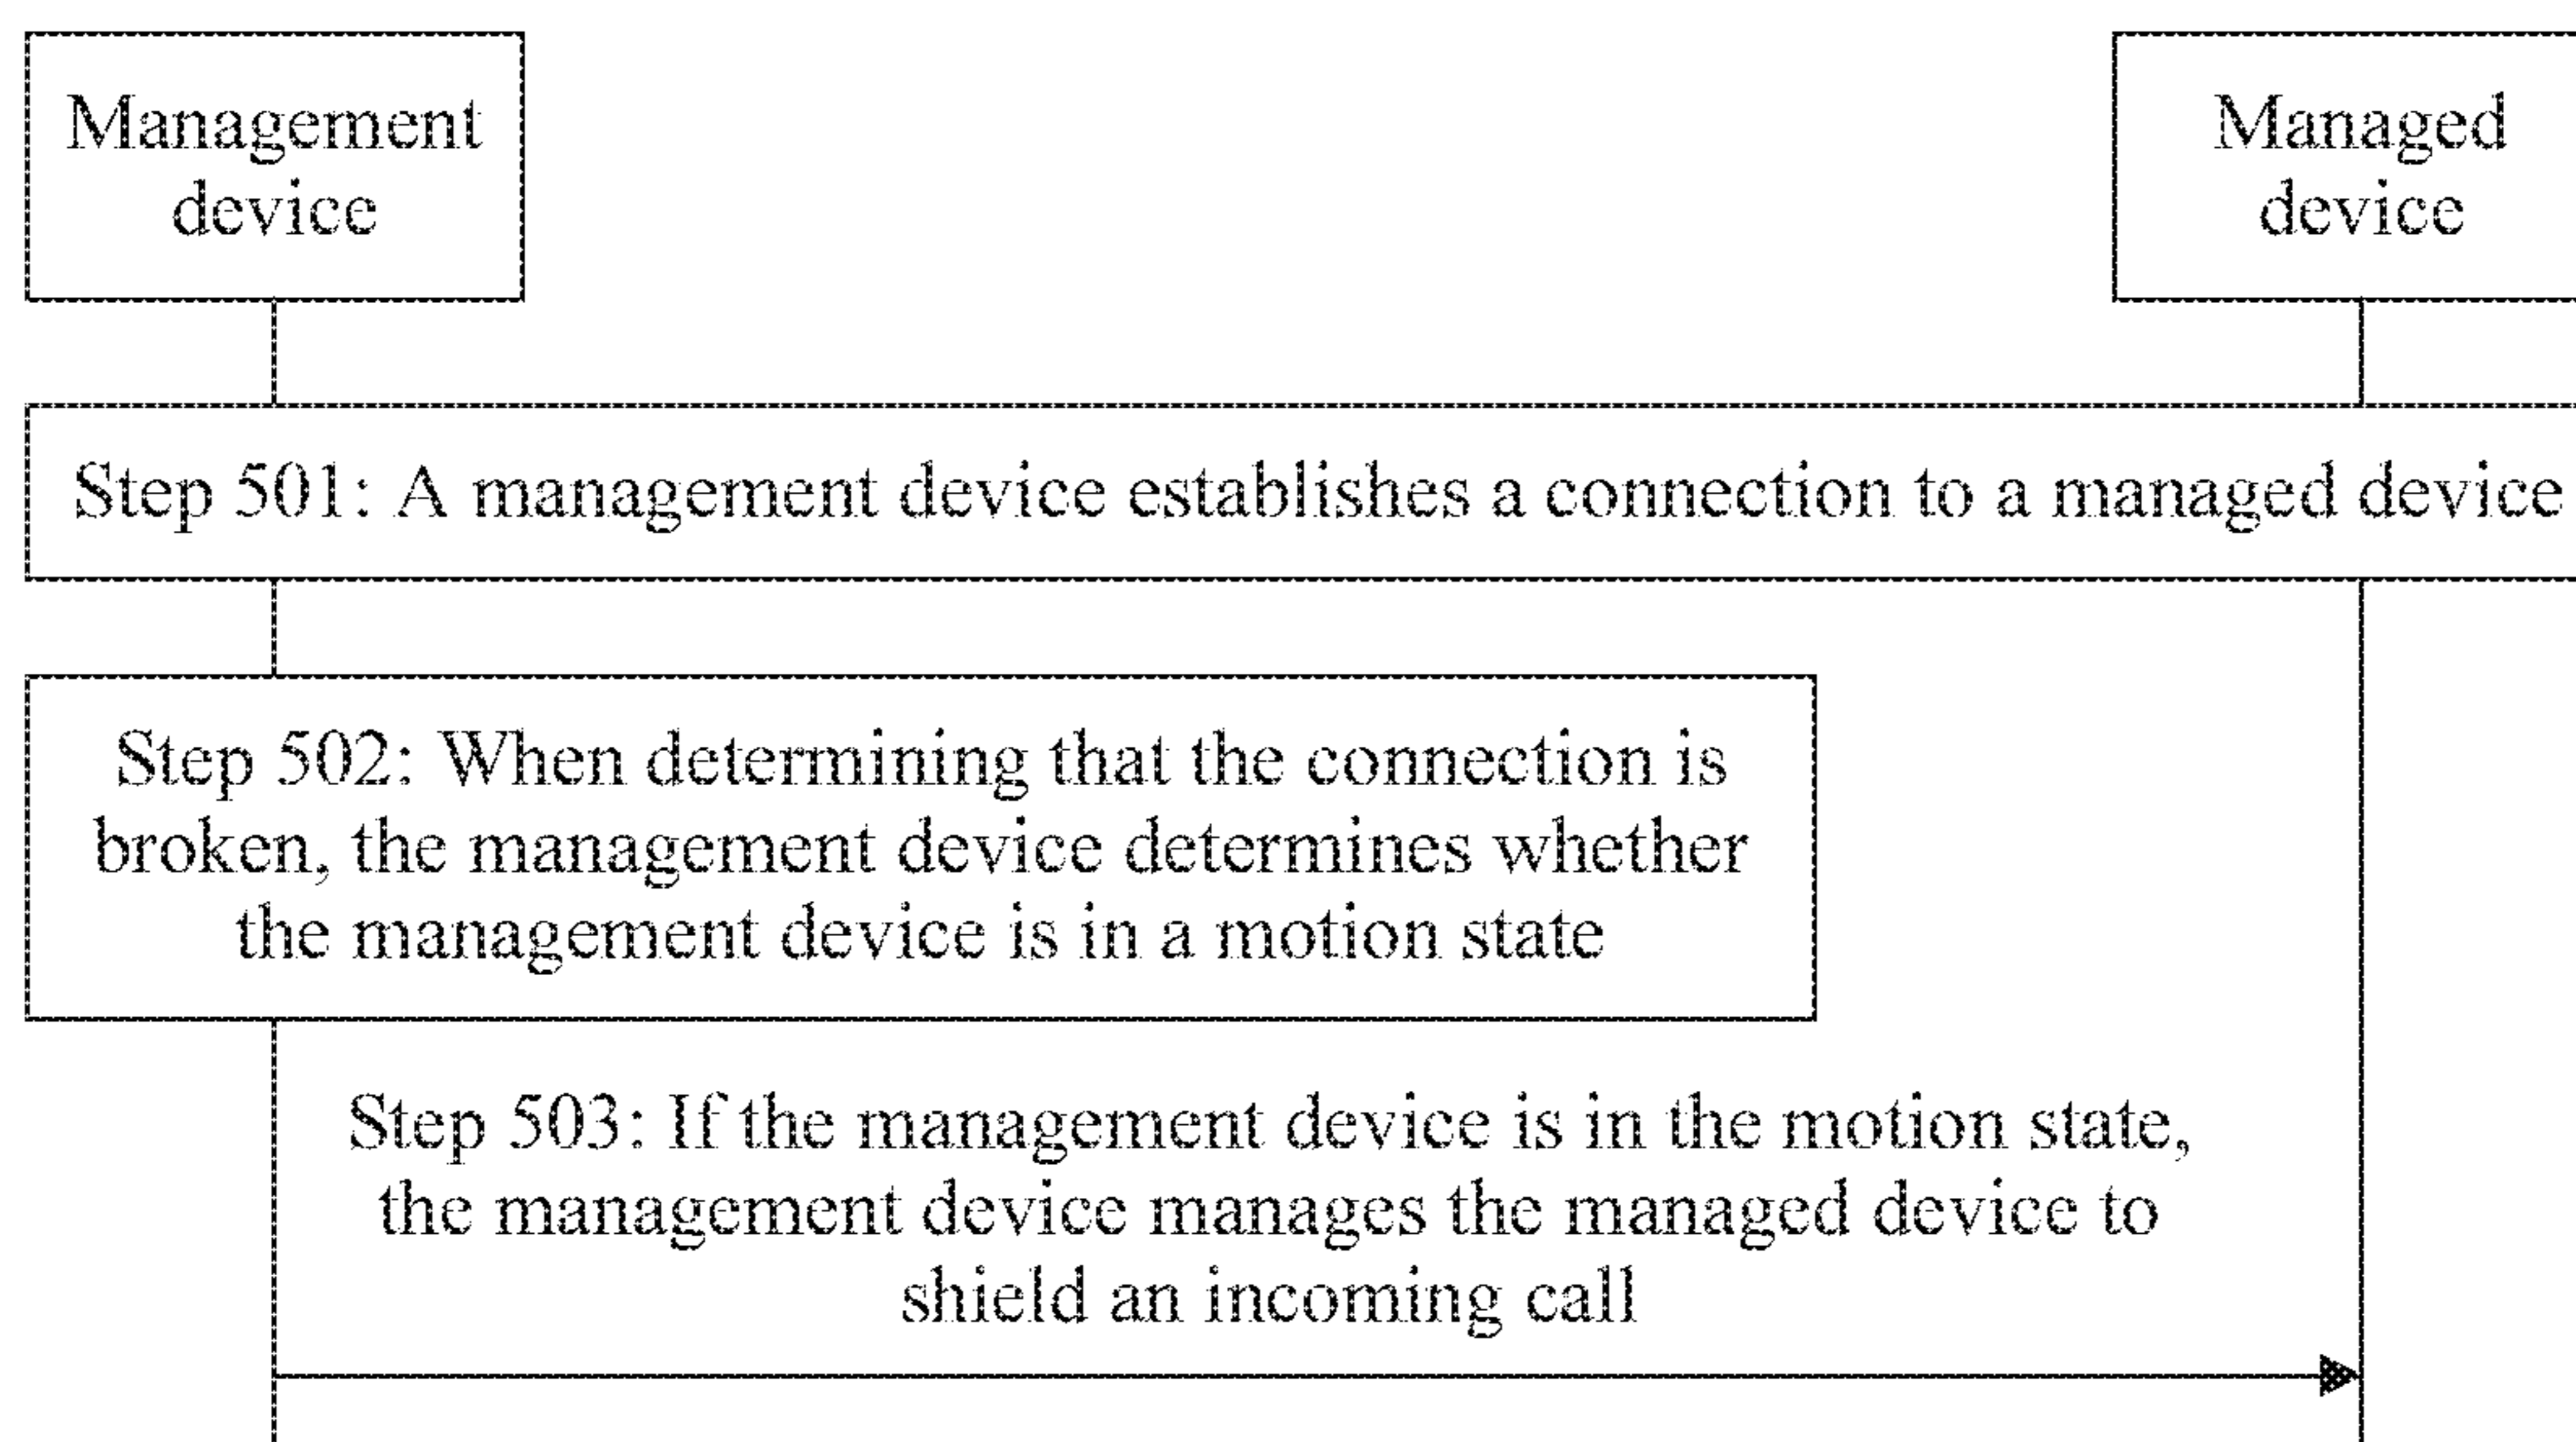 Management
device
Managed
device
Step 501: A management device establishes a connection to a managed device
Step 502: When determining that the connection is
broken, the management device determines whether
the management device is in a motion state
Step 503: If the management device is in the motion state,
the management device manages the managed device to
shield an incoming call